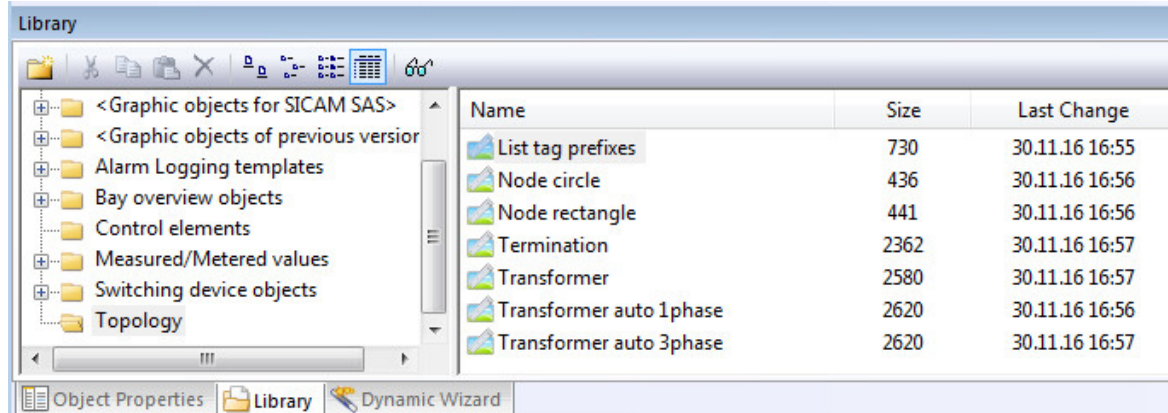 Library
<Graphic objects for SICAM SAS>
<Graphic objects of previous version
Alarm Logging templates
Bay overview objects
Control elements
Measured/Metered values
Switching device objects
Topology
Name Size Last Change
List tag prefixes 730 30.11.16 16:55
Node circle 436 30.11.16 16:56
Node rectangle 441 30.11.16 16:56
Termination 2362 30.11.16 16:57
Transformer 2580 30.11.16 16:57
Transformer auto 1phase 2620 30.11.16 16:56
Transformer auto 3phase 2620 30.11.16 16:57
Object Properties Library Dynamic Wizard